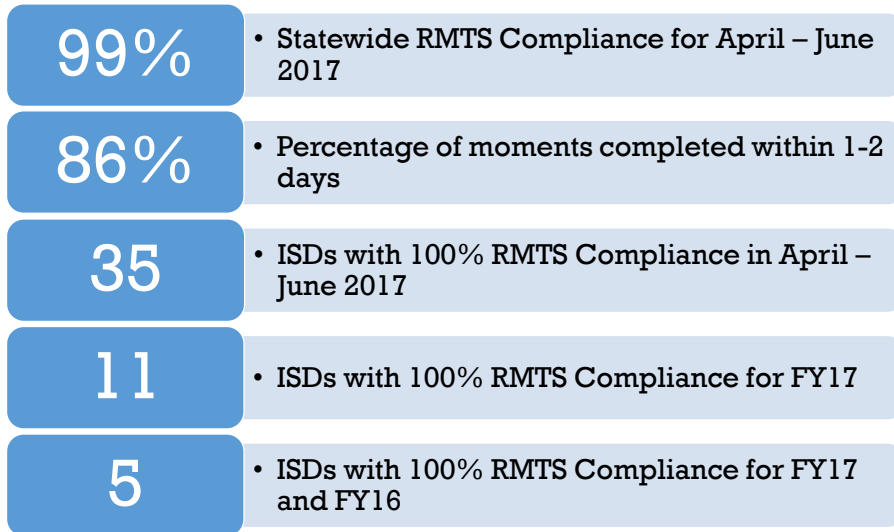 99%
• Statewide RMTS Compliance for April – June
2017
86%
• Percentage of moments completed within 1-2
days
35
• ISDs with 100% RMTS Compliance in April –
June 2017
11
• ISDs with 100% RMTS Compliance for FY17
5
• ISDs with 100% RMTS Compliance for FY17
and FY16